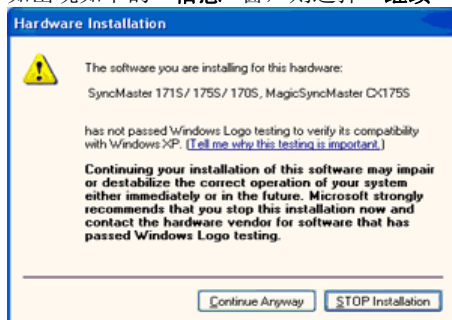 Hardware Installation
The software you are installing for this hardware:
SyncMaster 171S/ 175S/ 170S, MagicSyncMaster CX175S
has not passed Windows Logo testing to verify its compatibility
with Windows XP. (Tell me why this testing is important.)
Continuing your installation of this software may impair
or destabilize the correct operation of your system
either immediately or in the future. Microsoft strongly
recommends that you stop this installation now and
contact the hardware vendor for software that has
passed Windows Logo testing.
Continue Anyway
STOP Installation